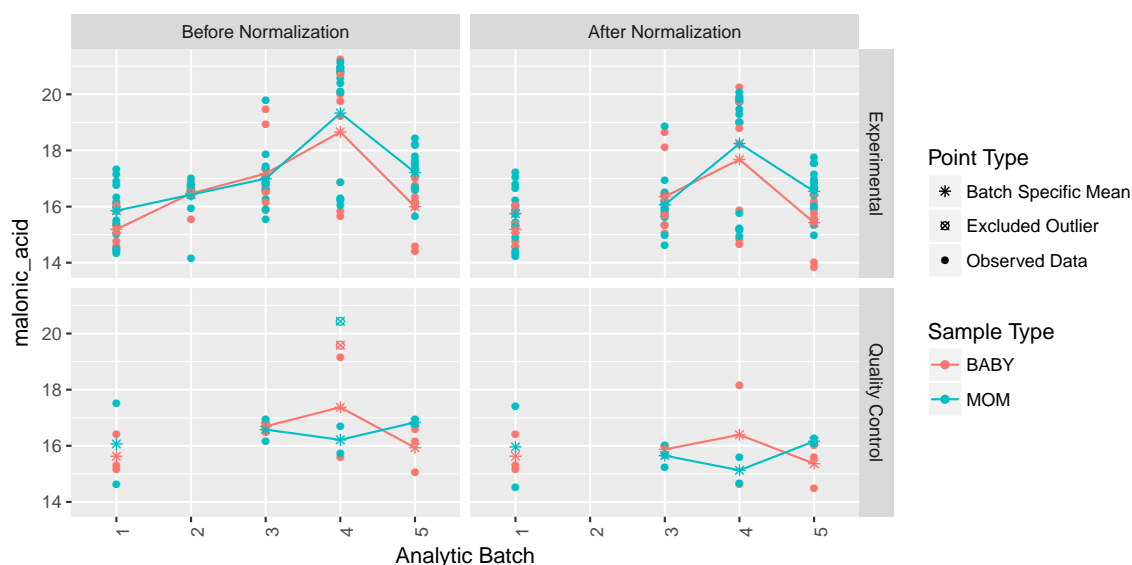 Before Normalization
After Normalization
20
18
16
14
Experimental
20
18
16
14
Quality Control
malonic_acid
1
2
3
4
5
1
2
3
4
5
Analytic Batch
Point Type
Batch Specific Mean
Excluded Outlier
Observed Data
Sample Type
BABY
MOM